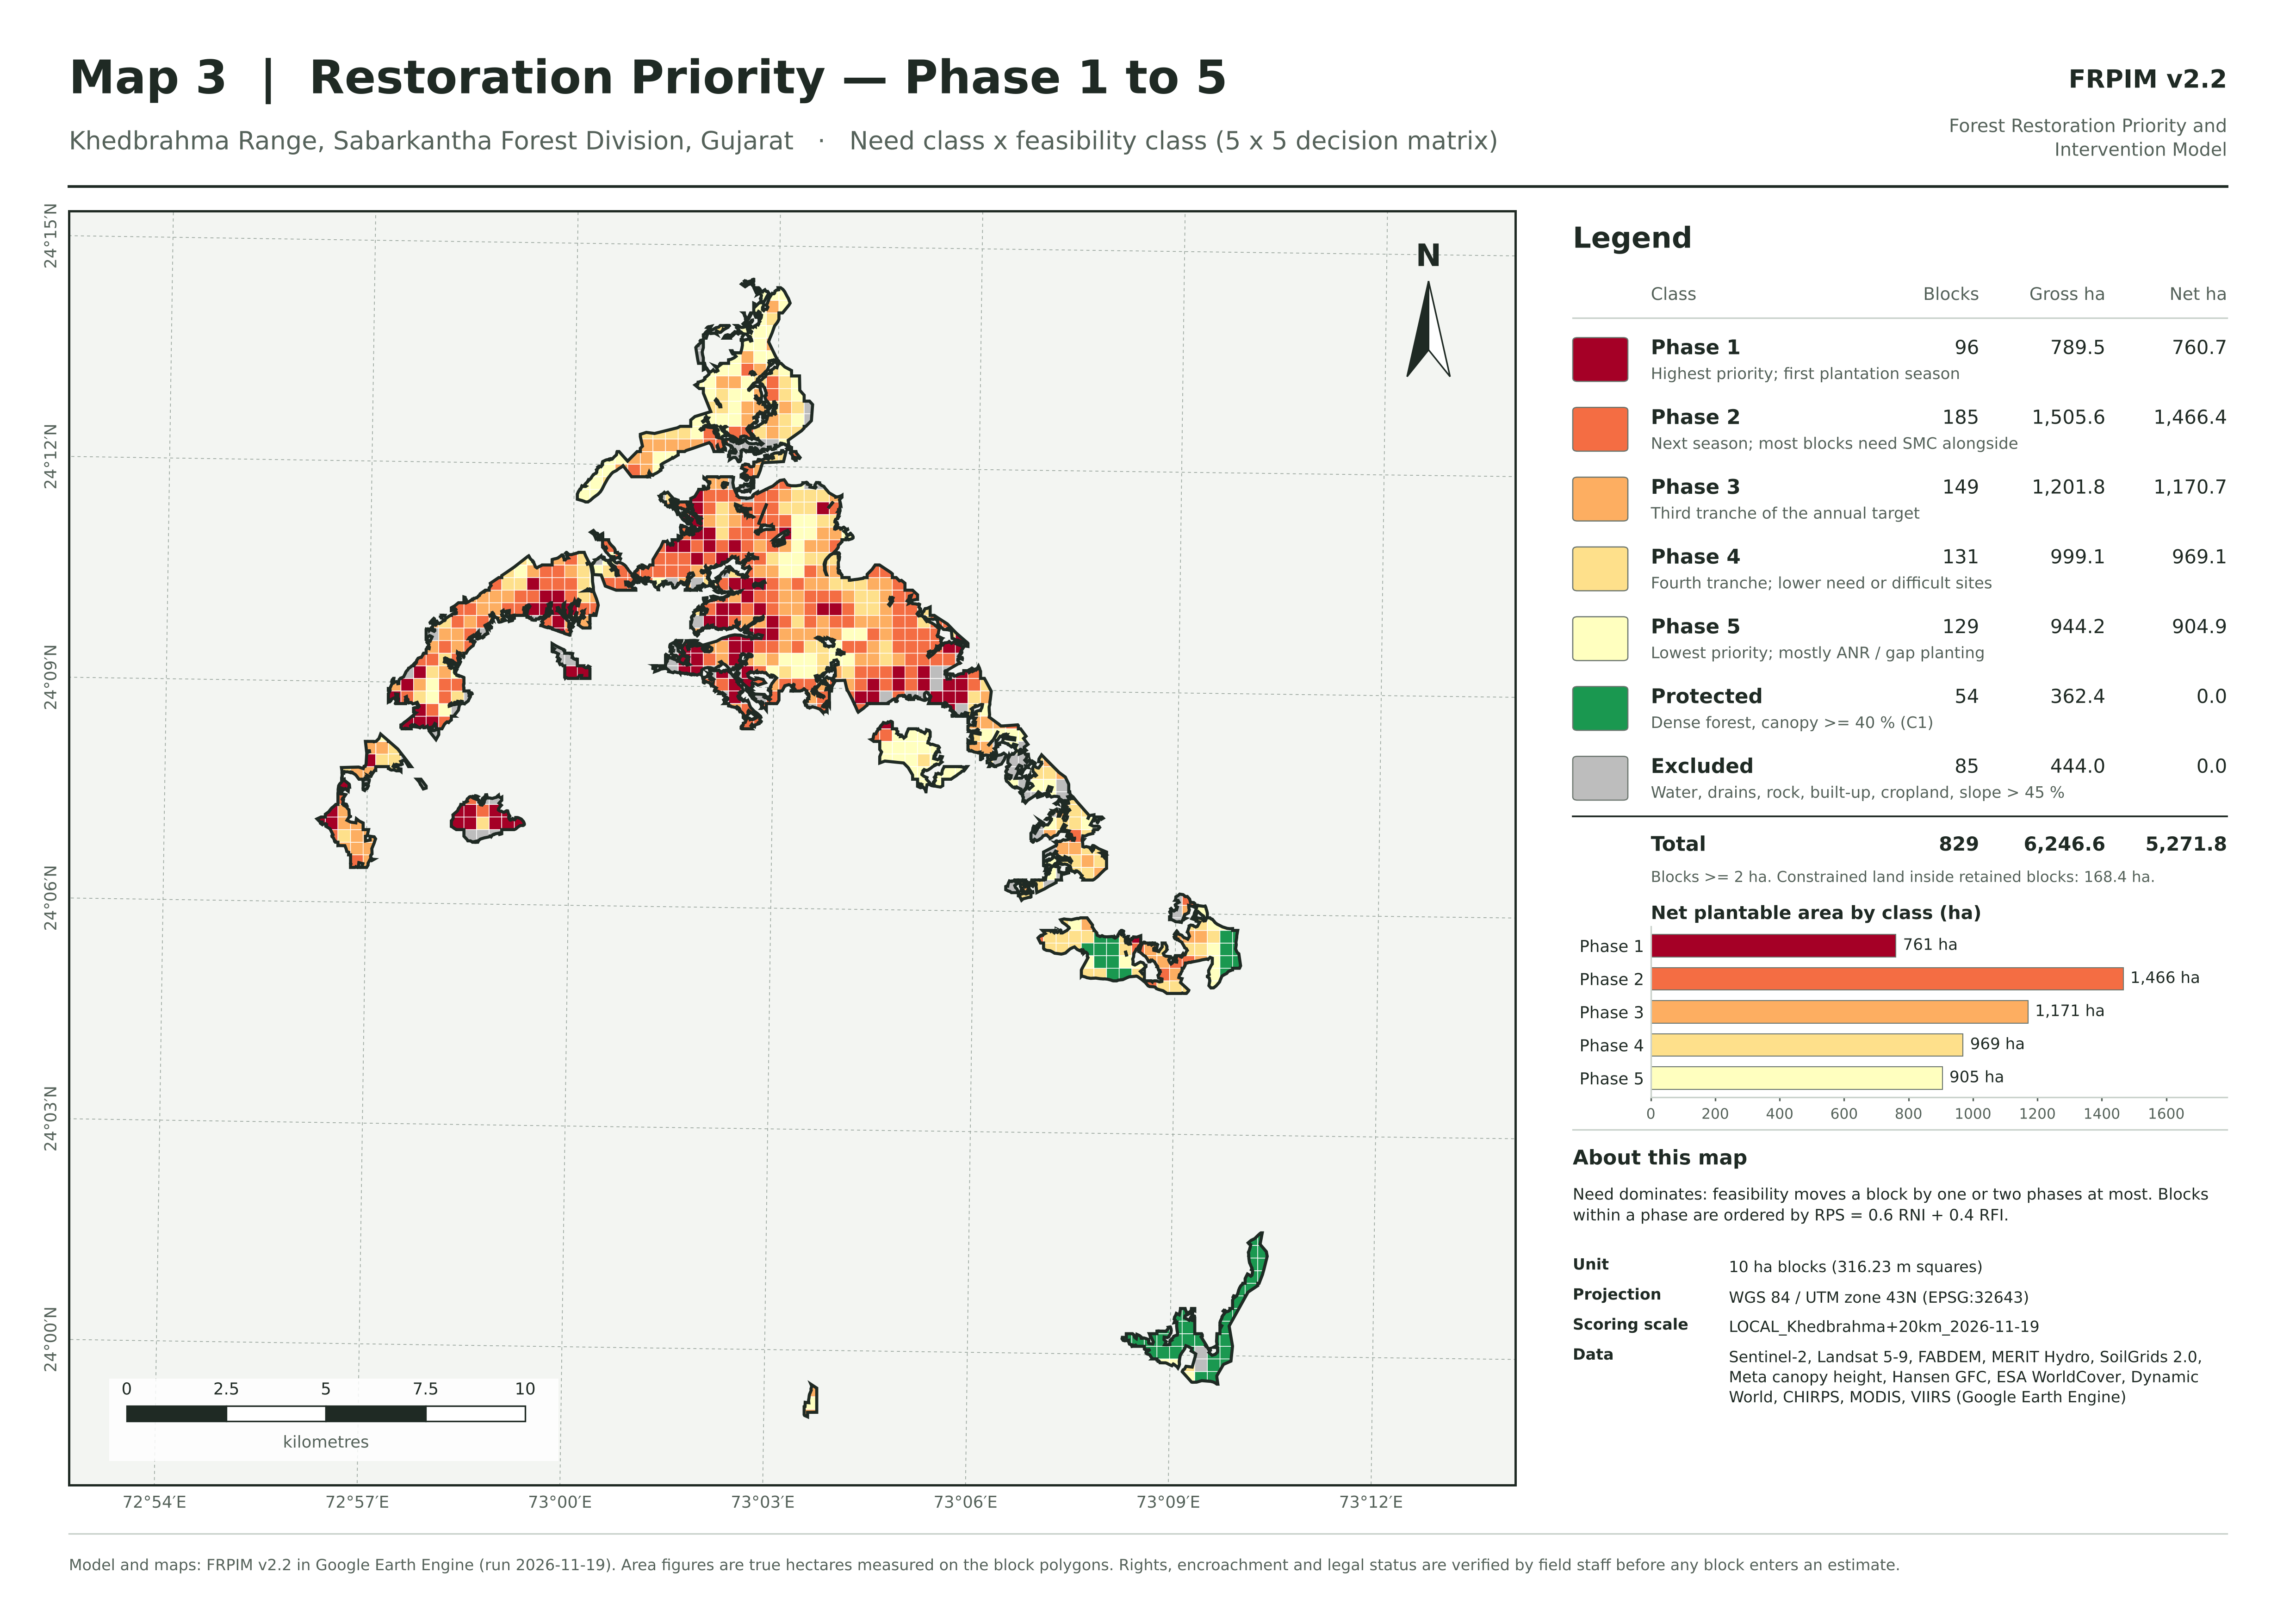 Map 3 | Restoration Priority — Phase 1 to 5
FRPIM v2.2
Khedbrahma Range, Sabarkantha Forest Division, Gujarat · Need class x feasibility class (5 x 5 decision matrix)
Forest Restoration Priority and
Intervention Model
24°15′N
24°12′N
24°09′N
24°06′N
24°03′N
24°00′N
N
0 2.5 5 7.5 10
kilometres
72°54′E 72°57′E 73°00′E 73°03′E 73°06′E 73°09′E 73°12′E
Legend
Class Blocks Gross ha Net ha
Phase 1 96 789.5 760.7
Highest priority; first plantation season
Phase 2 185 1,505.6 1,466.4
Next season; most blocks need SMC alongside
Phase 3 149 1,201.8 1,170.7
Third tranche of the annual target
Phase 4 131 999.1 969.1
Fourth tranche; lower need or difficult sites
Phase 5 129 944.2 904.9
Lowest priority; mostly ANR / gap planting
Protected 54 362.4 0.0
Dense forest, canopy >= 40 % (C1)
Excluded 85 444.0 0.0
Water, drains, rock, built-up, cropland, slope > 45 %
Total 829 6,246.6 5,271.8
Blocks >= 2 ha. Constrained land inside retained blocks: 168.4 ha.
Net plantable area by class (ha)
Phase 1 761 ha
Phase 2 1,466 ha
Phase 3 1,171 ha
Phase 4 969 ha
Phase 5 905 ha
0 200 400 600 800 1000 1200 1400 1600
About this map
Need dominates: feasibility moves a block by one or two phases at most. Blocks
within a phase are ordered by RPS = 0.6 RNI + 0.4 RFI.
Unit 10 ha blocks (316.23 m squares)
Projection WGS 84 / UTM zone 43N (EPSG:32643)
Scoring scale LOCAL_Khedbrahma+20km_2026-11-19
Data Sentinel-2, Landsat 5-9, FABDEM, MERIT Hydro, SoilGrids 2.0,
Meta canopy height, Hansen GFC, ESA WorldCover, Dynamic
World, CHIRPS, MODIS, VIIRS (Google Earth Engine)
Model and maps: FRPIM v2.2 in Google Earth Engine (run 2026-11-19). Area figures are true hectares measured on the block polygons. Rights, encroachment and legal status are verified by field staff before any block enters an estimate.